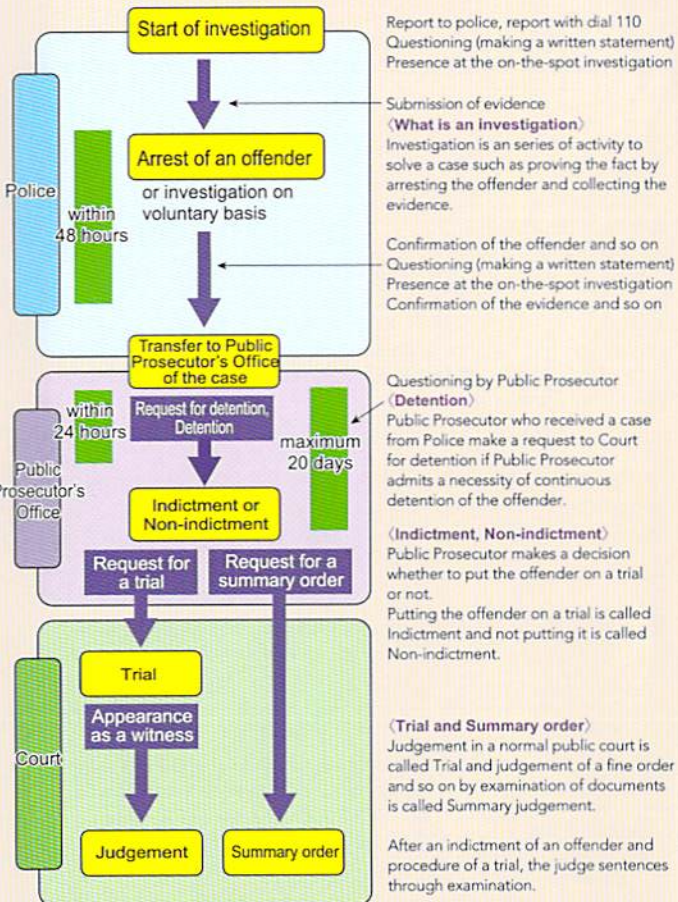 Start of investigation
Report to police, report with dial 110
Questioning (making a written statement)
Presence at the on-the-spot investigation
Submission of evidence
〈What is an investigation〉
Investigation is an series of activity to
solve a case such as proving the fact by
arresting the offender and collecting the
evidence.
Police
within
48 hours
Arrest of an offender
or investigation on
voluntary basis
Confirmation of the offender and so on
Questioning (making a written statement)
Presence at the on-the-spot investigation
Confirmation of the evidence and so on
Transfer to Public
Prosecutor's Office
of the case
Public
Prosecutor's
Office
within
24 hours
Request for detention,
Detention
maximum
20 days
Questioning by Public Prosecutor
〈Detention〉
Public Prosecutor who received a case
from Police make a request to Court
for detention if Public Prosecutor
admits a necessity of continuous
detention of the offender.
Indictment or
Non-indictment
〈Indictment, Non-indictment〉
Public Prosecutor makes a decision
whether to put the offender on a trial
or not.
Putting the offender on a trial is called
Indictment and not putting it is called
Non-indictment.
Request for
a trial
Request for a
summary order
Court
Trial
Appearance
as a witness
Judgement
Summary order
〈Trial and Summary order〉
Judgement in a normal public court is
called Trial and judgement of a fine order
and so on by examination of documents
is called Summary judgement.
After an indictment of an offender and
procedure of a trial, the judge sentences
through examination.